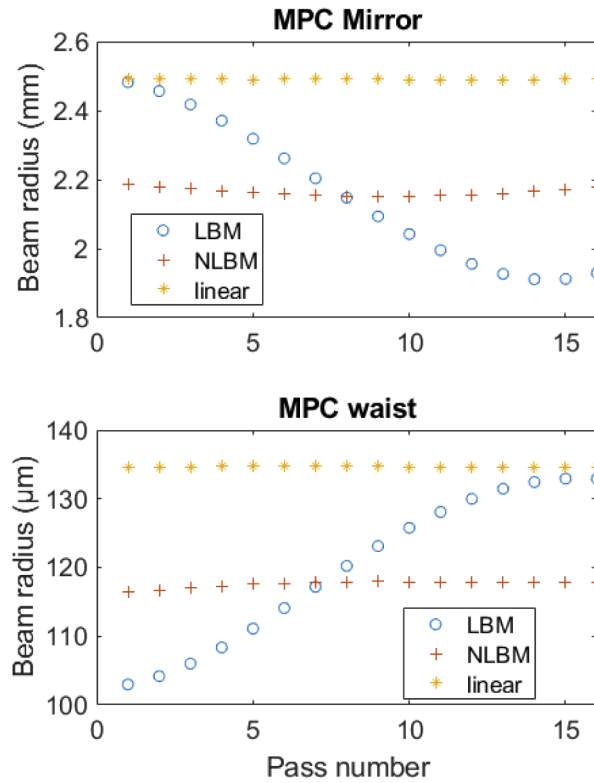 MPC Mirror
Beam radius (mm)
2.6
2.4
2.2
2
1.8
LBM
NLBM
linear
0
5
10
15
MPC waist
Beam radius (μm)
140
130
120
110
100
LBM
NLBM
linear
0
5
10
15
Pass number